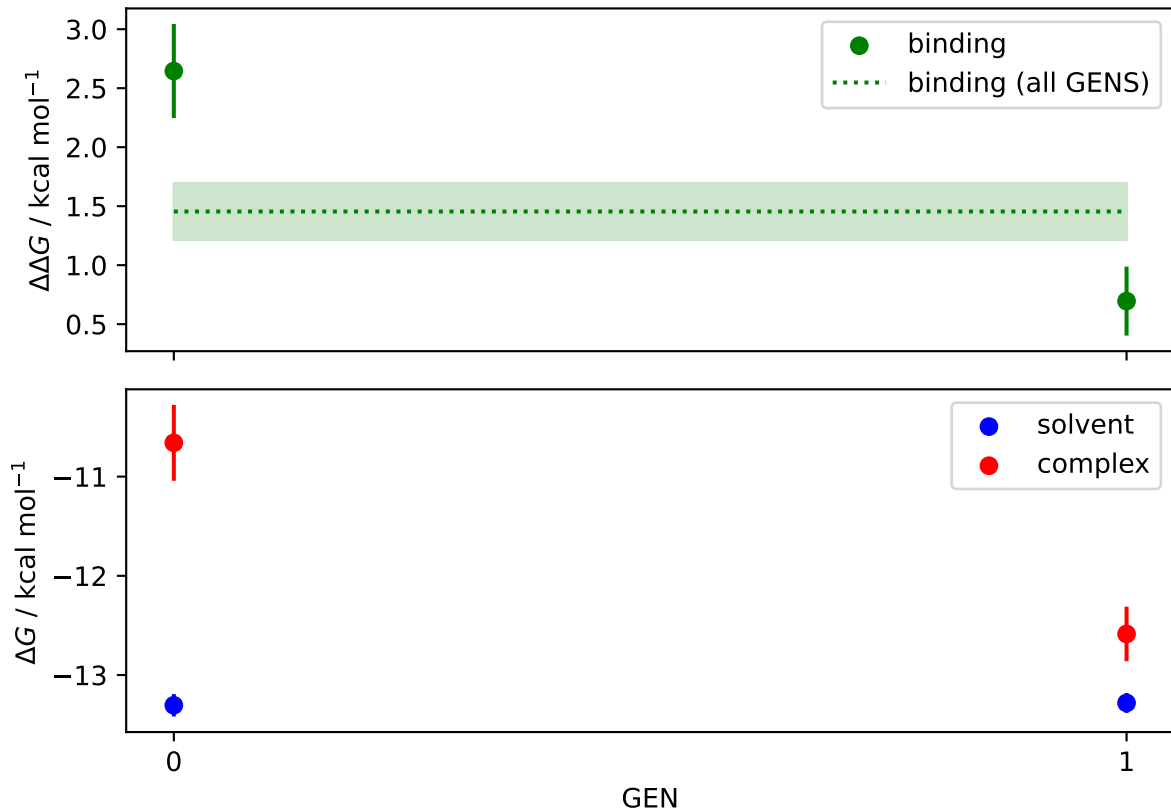 3.0
2.5
2.0
1.5
1.0
0.5
ΔΔG / kcal mol⁻¹
binding
binding (all GENS)
−11
−12
−13
ΔG / kcal mol⁻¹
solvent
complex
0
1
GEN